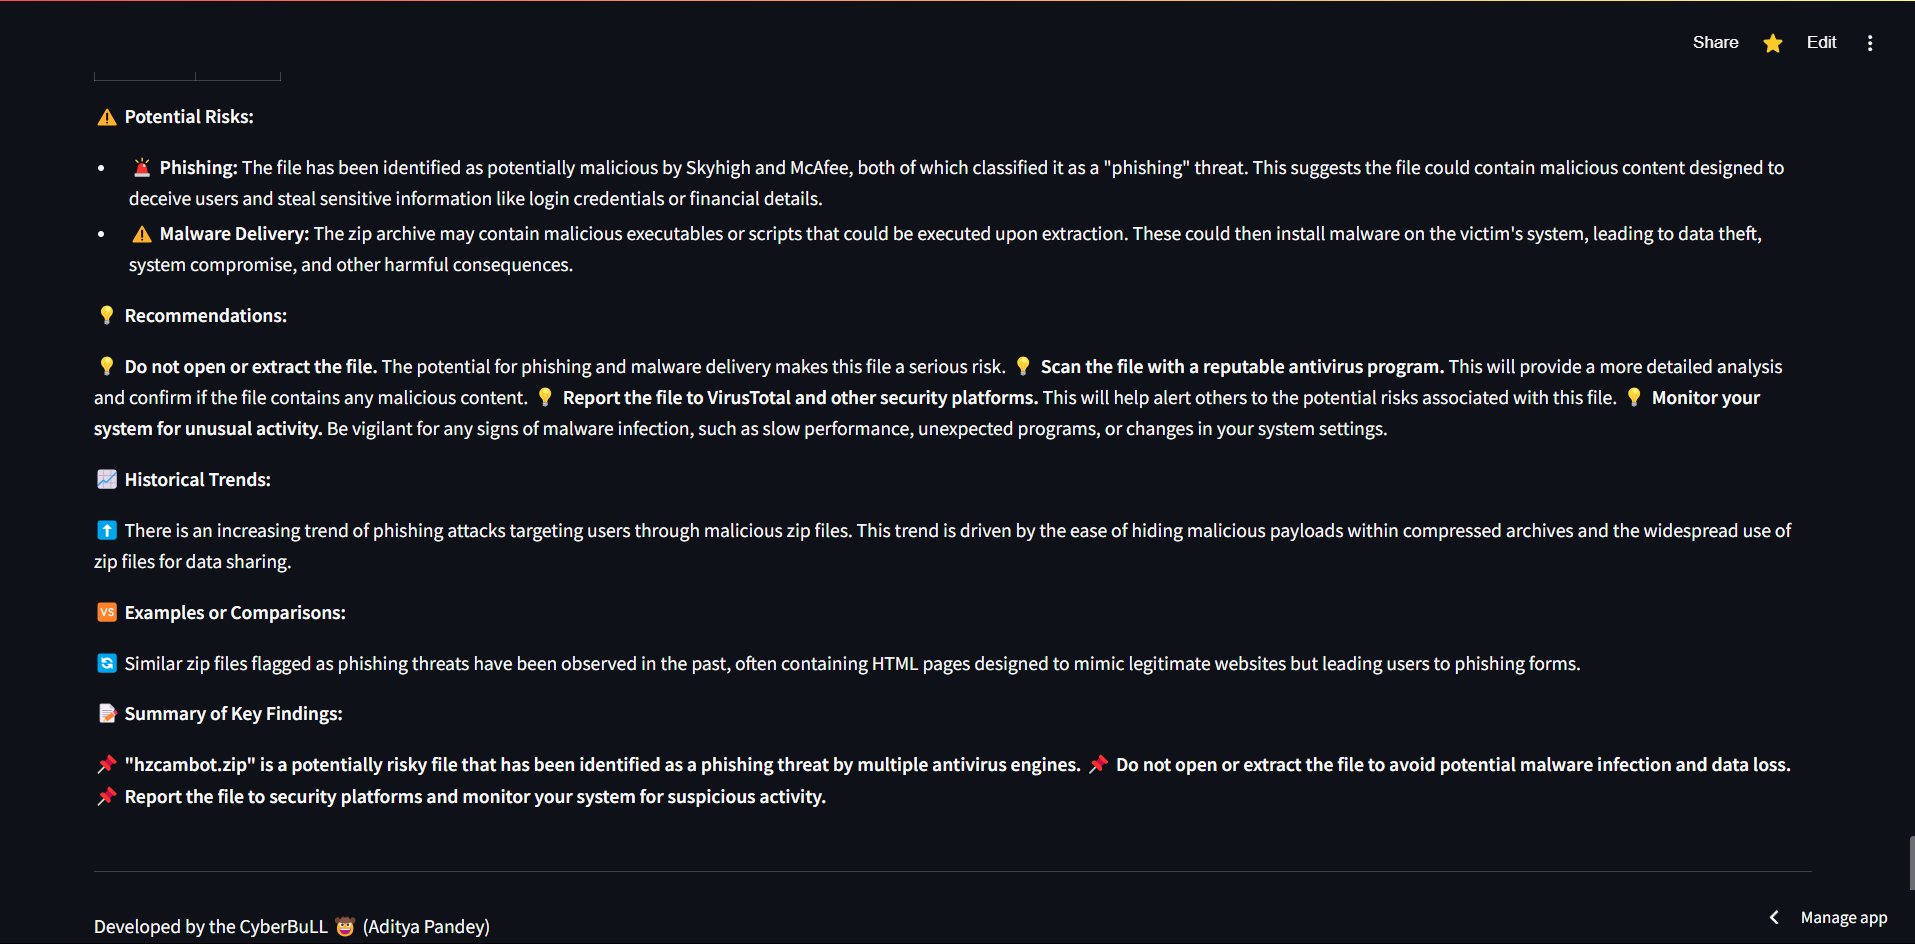 Share ⭐ Edit
⚠️ Potential Risks:
• 🚨 Phishing: The file has been identified as potentially malicious by Skyhigh and McAfee, both of which classified it as a "phishing" threat. This suggests the file could contain malicious content designed to
deceive users and steal sensitive information like login credentials or financial details.
• ⚠️ Malware Delivery: The zip archive may contain malicious executables or scripts that could be executed upon extraction. These could then install malware on the victim's system, leading to data theft,
system compromise, and other harmful consequences.
💡 Recommendations:
💡 Do not open or extract the file. The potential for phishing and malware delivery makes this file a serious risk. 💡 Scan the file with a reputable antivirus program. This will provide a more detailed analysis
and confirm if the file contains any malicious content. 💡 Report the file to VirusTotal and other security platforms. This will help alert others to the potential risks associated with this file. 💡 Monitor your
system for unusual activity. Be vigilant for any signs of malware infection, such as slow performance, unexpected programs, or changes in your system settings.
📈 Historical Trends:
⬆️ There is an increasing trend of phishing attacks targeting users through malicious zip files. This trend is driven by the ease of hiding malicious payloads within compressed archives and the widespread use of
zip files for data sharing.
🆚 Examples or Comparisons:
🔄 Similar zip files flagged as phishing threats have been observed in the past, often containing HTML pages designed to mimic legitimate websites but leading users to phishing forms.
📝 Summary of Key Findings:
📌 "hzcambot.zip" is a potentially risky file that has been identified as a phishing threat by multiple antivirus engines. 📌 Do not open or extract the file to avoid potential malware infection and data loss.
📌 Report the file to security platforms and monitor your system for suspicious activity.
Developed by the CyberBuLL 🤠 (Aditya Pandey)
Manage app